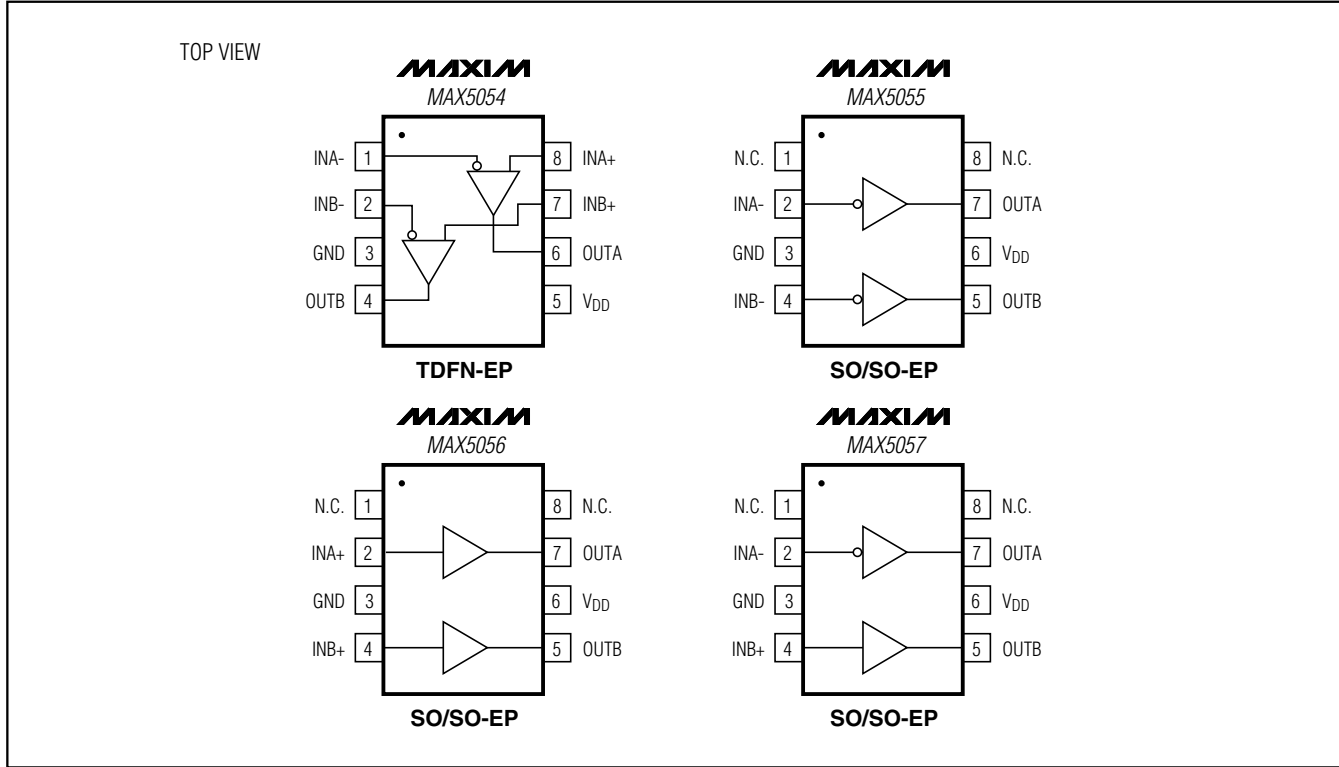 TOP VIEW
MAXIM
MAX5054
INA- 1
8 INA+
INB- 2
7 INB+
GND 3
6 OUTA
OUTB 4
5 VDD
TDFN-EP
MAXIM
MAX5055
N.C. 1
8 N.C.
INA- 2
7 OUTA
GND 3
6 VDD
INB- 4
5 OUTB
SO/SO-EP
MAXIM
MAX5056
N.C. 1
8 N.C.
INA+ 2
7 OUTA
GND 3
6 VDD
INB+ 4
5 OUTB
SO/SO-EP
MAXIM
MAX5057
N.C. 1
8 N.C.
INA- 2
7 OUTA
GND 3
6 VDD
INB+ 4
5 OUTB
SO/SO-EP